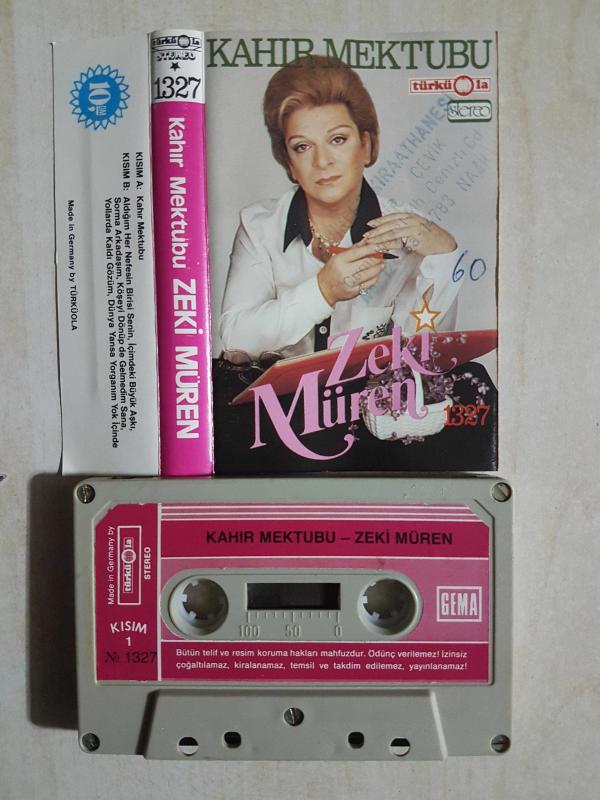 KAHIR MEKTUBU
türküola
Stereo
KIRAATHANESİ
ÇEVİK
60
Zeki
Müren
1327
türküola
STEREO
1327
Kahır Mektubu ZEKİ MÜREN
KISIM A: Kahır Mektubu
KISIM B: Aldığım Her Nefesin Birisi Senin, İçimdeki Büyük Aşkı,
Sorma Arkadaşım, Köşeyi Dönüp de Gelmedim Sana,
Yollarda Kaldı Gözüm, Dünya Yansa Yorganım Yok İçinde
Made in Germany by TÜRKÜOLA
KAHIR MEKTUBU – ZEKİ MÜREN
Made in Germany by
türküola
STEREO
KISIM
1
№ 1327
100 50 0
GEMA
Bütün telif ve resim koruma hakları mahfuzdur. Ödünç verilemez! İzinsiz
çoğaltılamaz, kiralanamaz, temsil ve takdim edilemez, yayınlanamaz!